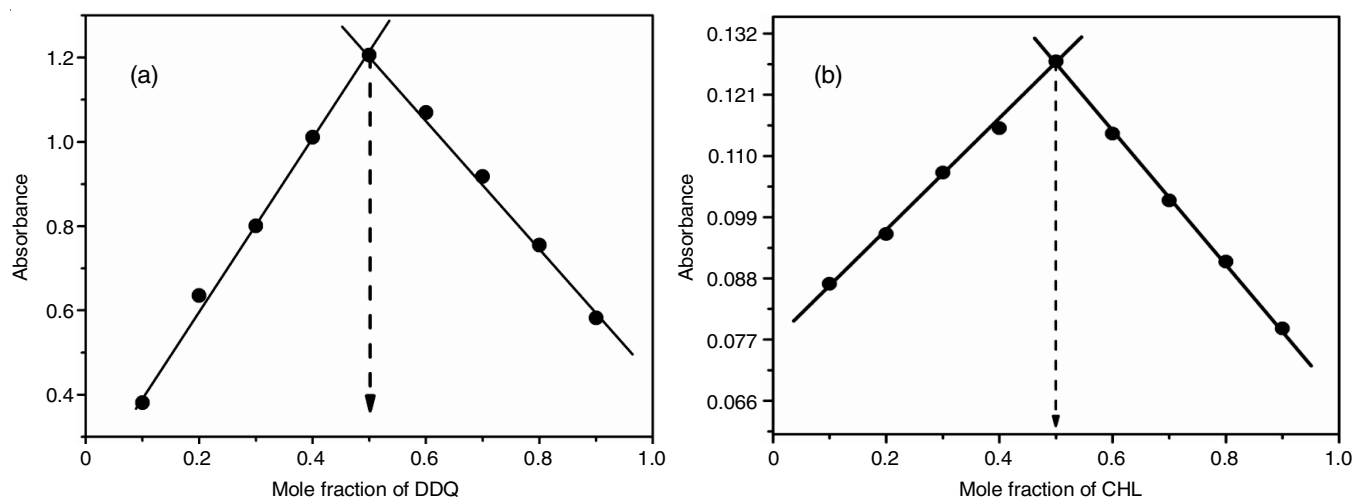 (a)
Absorbance
1.2
1.0
0.8
0.6
0.4
0 0.2 0.4 0.6 0.8 1.0
Mole fraction of DDQ
(b)
Absorbance
0.132
0.121
0.110
0.099
0.088
0.077
0.066
0 0.2 0.4 0.6 0.8 1.0
Mole fraction of CHL